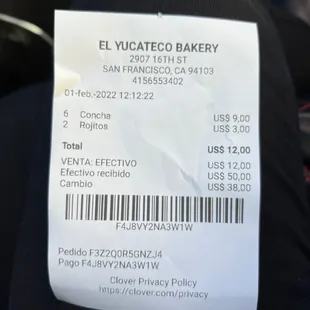 EL YUCATECO BAKERY
2907 16TH ST
SAN FRANCISCO, CA 94103
4156553402
01-feb.-2022 12:12:22
6 Concha US$ 9,00
2 Rojitos US$ 3,00
Total US$ 12,00
VENTA: EFECTIVO US$ 12,00
Efectivo recibido US$ 50,00
Cambio US$ 38,00
F4J8VY2NA3W1W
Pedido F3Z2Q0R5GNZJ4
Pago F4J8VY2NA3W1W
Clover Privacy Policy
https://clover.com/privacy